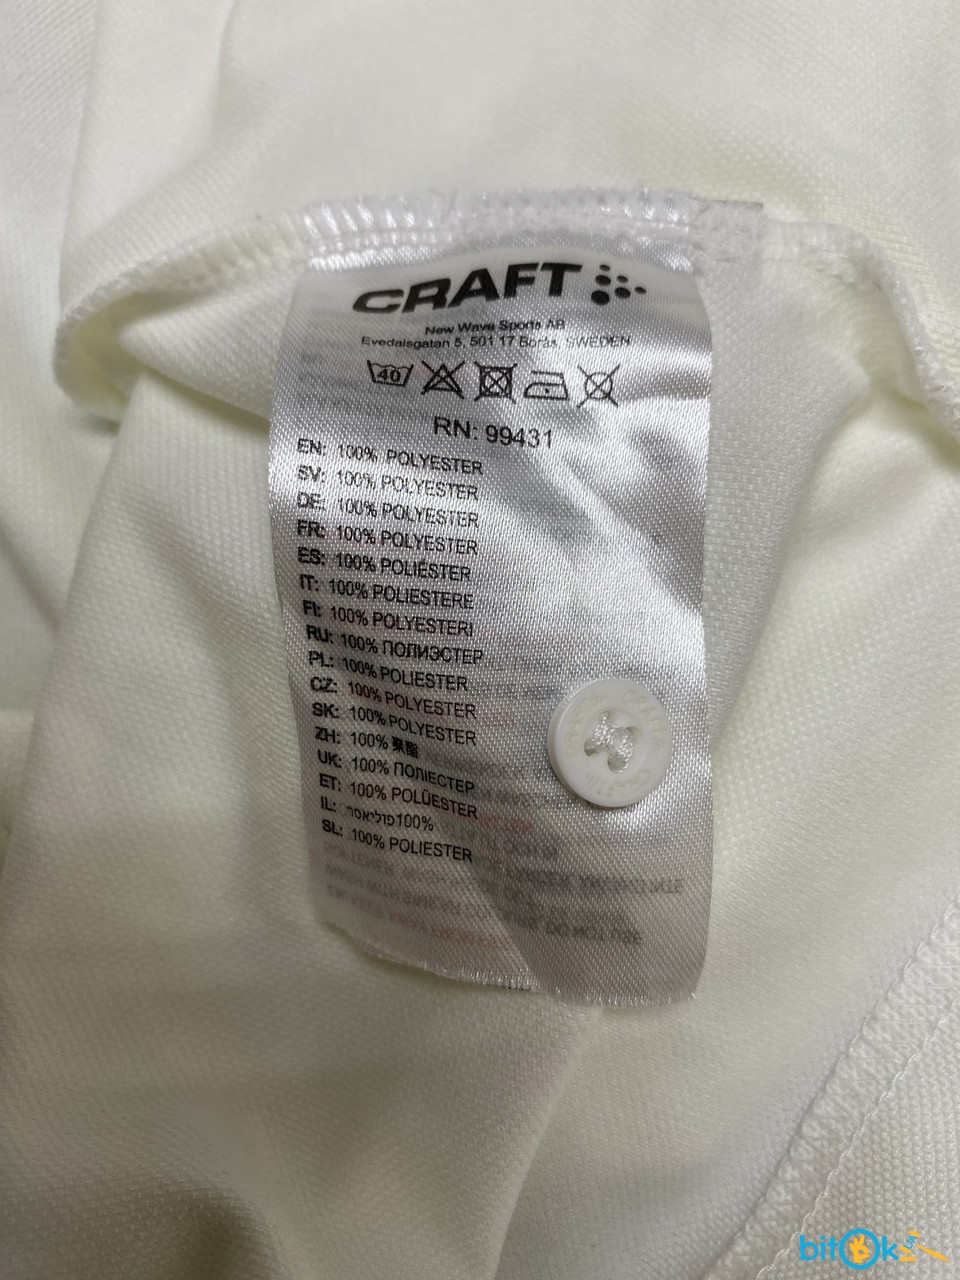 CRAFT
New Wave Sports AB
Evedalsgatan 5, 501 17 Borås, SWEDEN
40
RN: 99431
EN: 100% POLYESTER
SV: 100% POLYESTER
DE: 100% POLYESTER
FR: 100% POLYESTER
ES: 100% POLIÉSTER
IT: 100% POLIESTERE
FI: 100% POLYESTERI
RU: 100% ПОЛИЭСТЕР
PL: 100% POLIESTER
CZ: 100% POLYESTER
SK: 100% POLYESTER
ZH: 100% 聚酯
UK: 100% ПОЛІЕСТЕР
ET: 100% POLÜESTER
IL: פוליאסר 100%
SL: 100% POLIESTER
bitOk